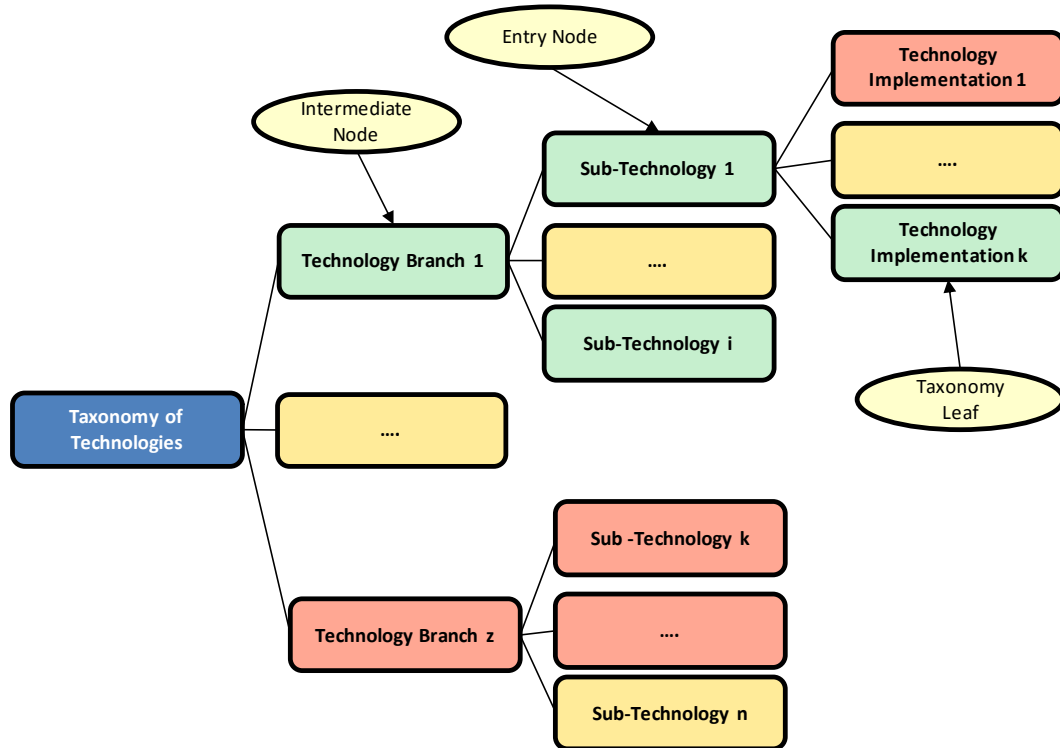 Entry Node
Technology
Implementation 1
Intermediate
Node
Sub-Technology 1
....
Technology
Implementation k
Technology Branch 1
....
Sub-Technology i
Taxonomy
Leaf
Taxonomy of
Technologies
....
Sub -Technology k
Technology Branch z
....
Sub-Technology n